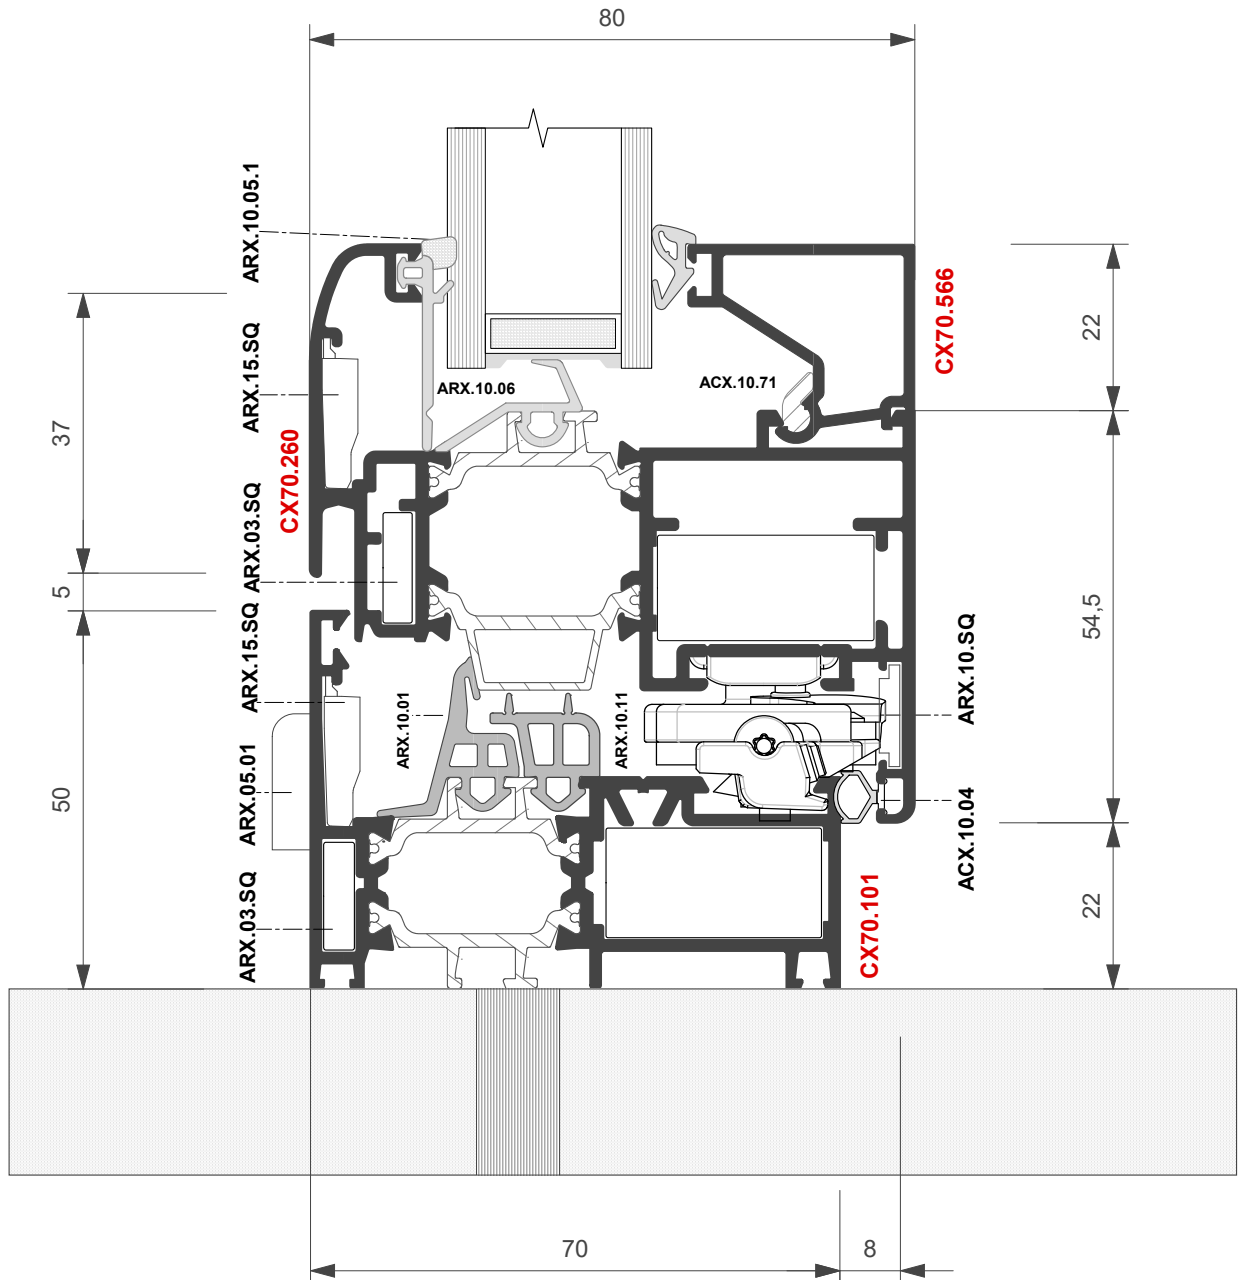 80
ARX.10.05.1
ARX.15.SQ
CX70.260
ARX.03.SQ
ARX.15.SQ
ARX.05.01
ARX.03.SQ
37
5
50
ARX.10.06
ACX.10.71
ARX.10.01
ARX.10.11
CX70.566
ARX.10.SQ
ACX.10.04
CX70.101
22
54,5
22
70
8